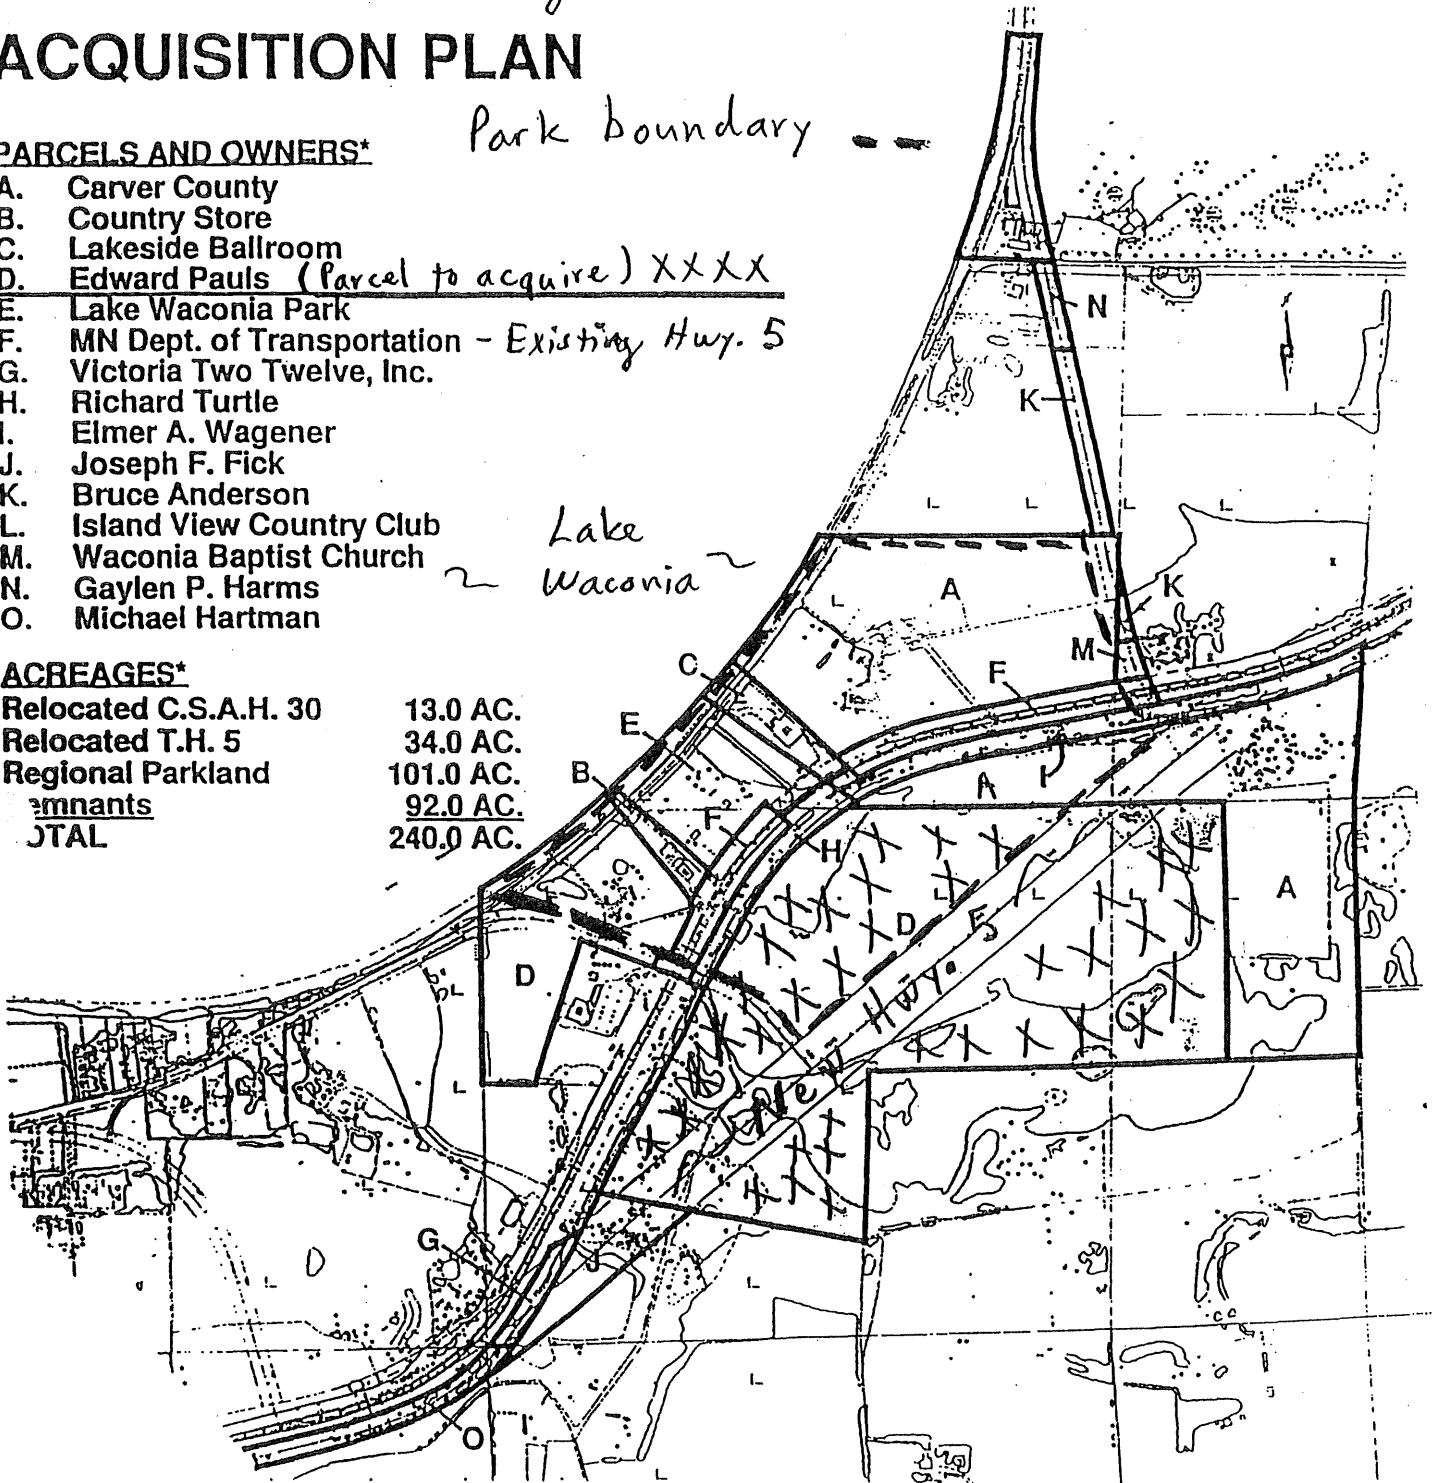 ACQUISITION PLAN
Park boundary
PARCELS AND OWNERS*
A. Carver County
B. Country Store
C. Lakeside Ballroom
D. Edward Pauls (Parcel to acquire) XXXX
E. Lake Waconia Park
F. MN Dept. of Transportation - Existing Hwy. 5
G. Victoria Two Twelve, Inc.
H. Richard Turtle
I. Elmer A. Wagener
J. Joseph F. Fick
K. Bruce Anderson
L. Island View Country Club
M. Waconia Baptist Church
N. Gaylen P. Harms
O. Michael Hartman
Lake
Waconia
ACREAGES*
Relocated C.S.A.H. 30 13.0 AC.
Relocated T.H. 5 34.0 AC.
Regional Parkland 101.0 AC.
emnants 92.0 AC.
OTAL 240.0 AC.
N
K
A
K
M
C
F
E
B
A
I
F
H
A
D
D
New Hwy. 5
G
J
D
O
I